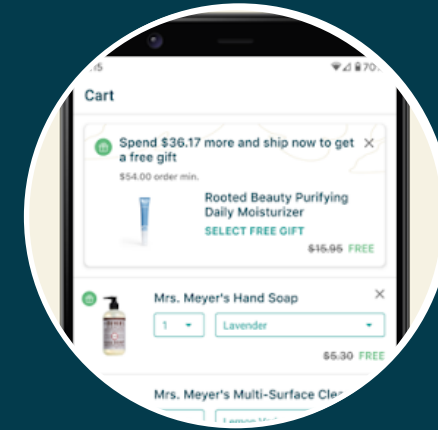 Cart
Spend $36.17 more and ship now to get
a free gift
$54.00 order min.
Rooted Beauty Purifying
Daily Moisturizer
SELECT FREE GIFT
$15.95 FREE
Mrs. Meyer's Hand Soap
1 Lavender
$5.30 FREE
Mrs. Meyer's Multi-Surface
Lemon